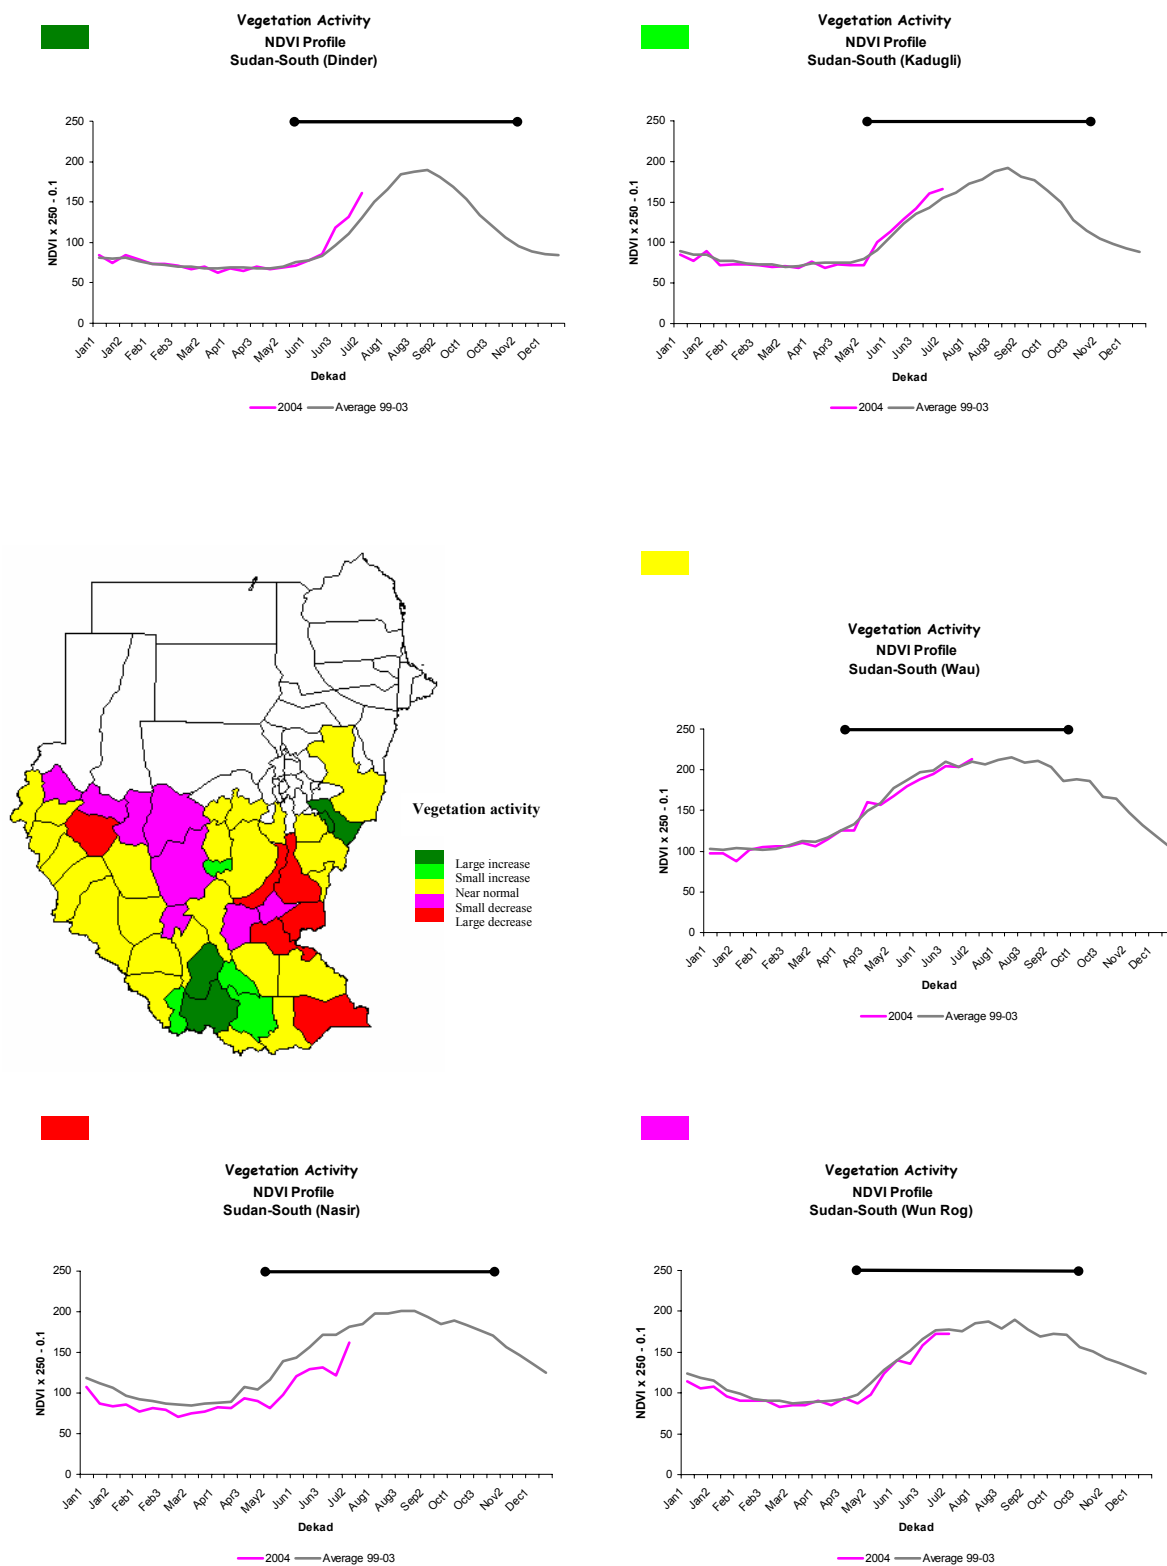 Vegetation Activity
NDVI Profile
Sudan-South (Dinder)
250
200
150
100
50
0
NDVI x 250 - 0.1
Jan1
Jan2
Feb1
Feb3
Mar2
Apr1
Apr3
May2
Jun1
Jun3
Jul2
Aug1
Aug3
Sep2
Oct1
Oct3
Nov2
Dec1
Dekad
2004 Average 99-03
Vegetation Activity
NDVI Profile
Sudan-South (Kadugli)
250
200
150
100
50
0
NDVI x 250 - 0.1
Jan1
Jan2
Feb1
Feb3
Mar2
Apr1
Apr3
May2
Jun1
Jun3
Jul2
Aug1
Aug3
Sep2
Oct1
Oct3
Nov2
Dec1
Dekad
2004 Average 99-03
Vegetation activity
Large increase
Small increase
Near normal
Small decrease
Large decrease
Vegetation Activity
NDVI Profile
Sudan-South (Wau)
250
200
150
100
50
0
NDVI x 250 - 0.1
Jan1
Jan2
Feb1
Feb3
Mar2
Apr1
Apr3
May2
Jun1
Jun3
Jul2
Aug1
Aug3
Sep2
Oct1
Oct3
Nov2
Dec1
Dekad
2004 Average 99-03
Vegetation Activity
NDVI Profile
Sudan-South (Nasir)
250
200
150
100
50
0
NDVI x 250 - 0.1
Jan1
Jan2
Feb1
Feb3
Mar2
Apr1
Apr3
May2
Jun1
Jun3
Jul2
Aug1
Aug3
Sep2
Oct1
Oct3
Nov2
Dec1
Dekad
2004 Average 99-03
Vegetation Activity
NDVI Profile
Sudan-South (Wun Rog)
250
200
150
100
50
0
NDVI x 250 - 0.1
Jan1
Jan2
Feb1
Feb3
Mar2
Apr1
Apr3
May2
Jun1
Jun3
Jul2
Aug1
Aug3
Sep2
Oct1
Oct3
Nov2
Dec1
Dekad
2004 Average 99-03